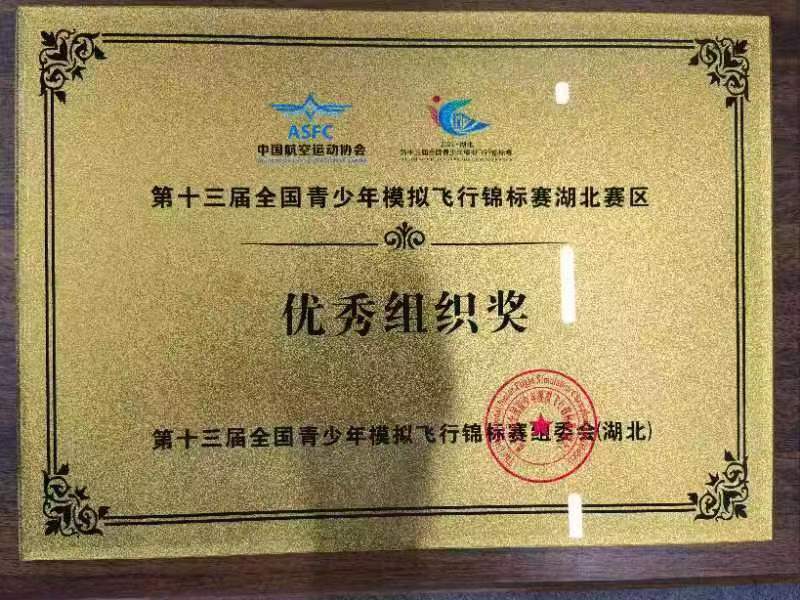 ASFC
中国航空运动协会
第十三届全国青少年模拟飞行锦标赛湖北赛区
优秀组织奖
第十三届全国青少年模拟飞行锦标赛组委会(湖北)